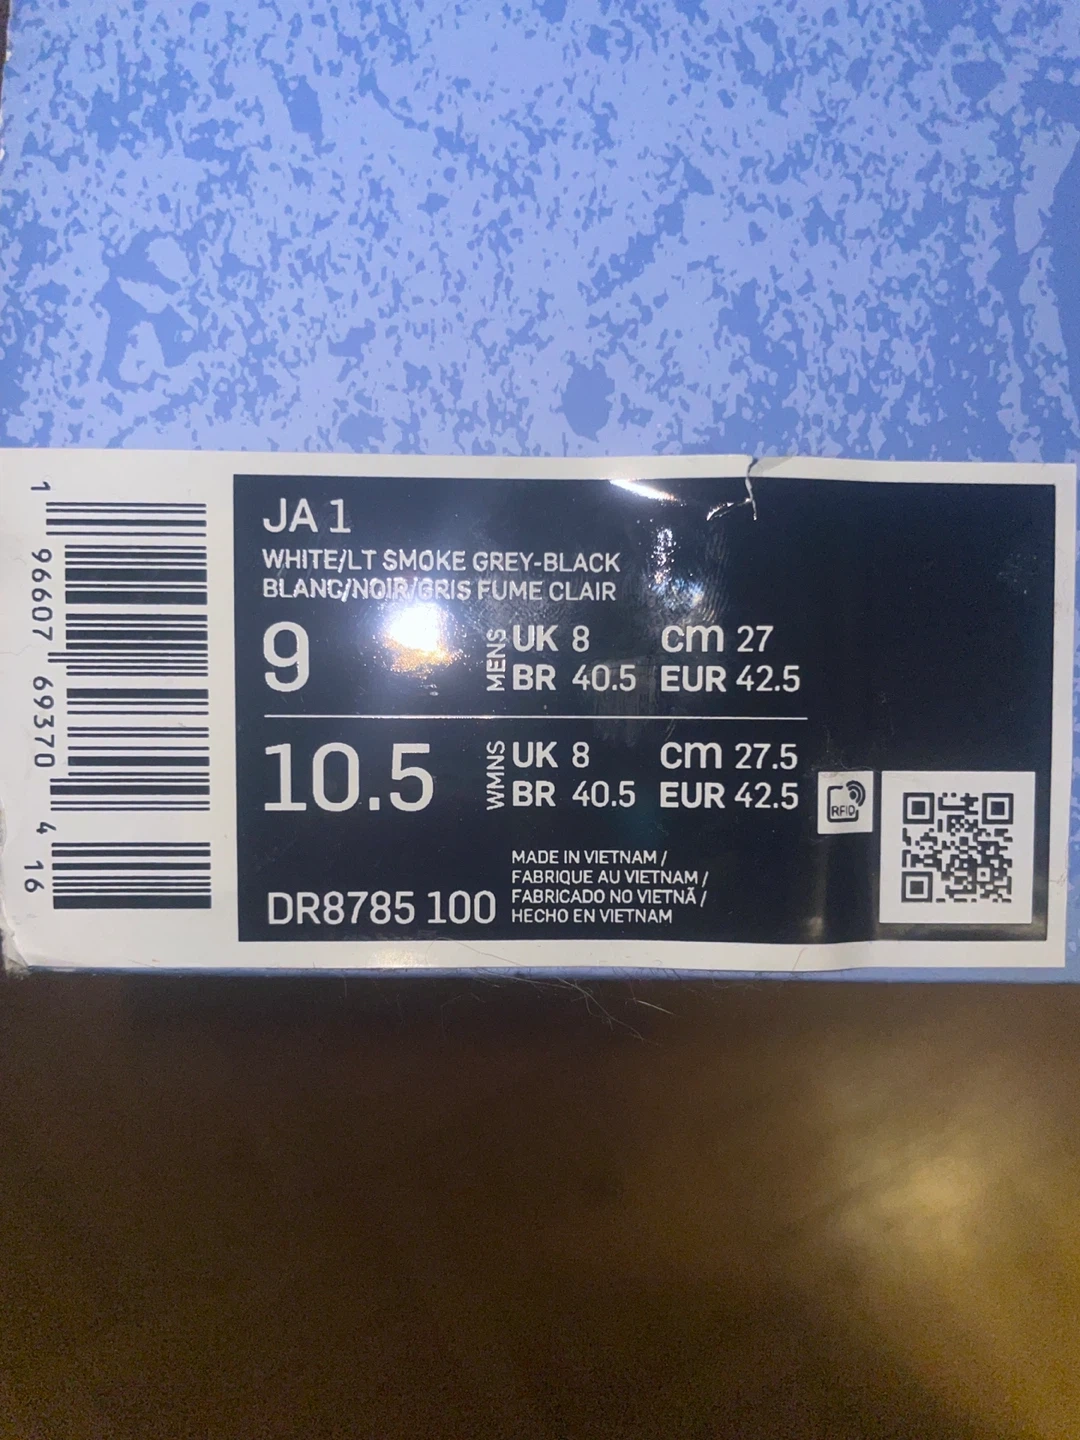 JA 1
WHITE/LT SMOKE GREY-BLACK
BLANC/NOIR/GRIS FUME CLAIR
9 MENS UK 8 cm 27
BR 40.5 EUR 42.5
10.5 WMNS UK 8 cm 27.5
BR 40.5 EUR 42.5
RFID
MADE IN VIETNAM /
FABRIQUE AU VIETNAM /
FABRICADO NO VIETNÃ /
HECHO EN VIETNAM
DR8785 100
1 96607 69370 4 16